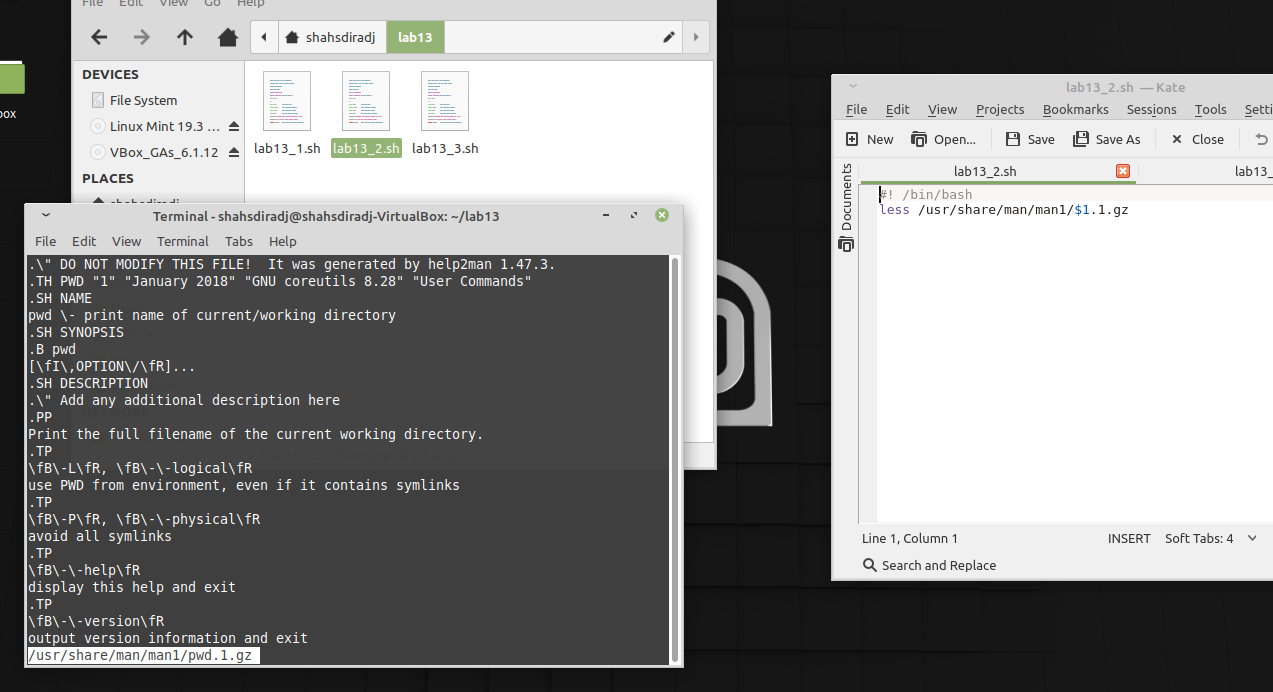 File Edit View Go Help
shahsdiradj lab13
DEVICES
File System
Linux Mint 19.3 ...
VBox_GAs_6.1.12
PLACES
lab13_1.sh lab13_2.sh lab13_3.sh
box
Terminal - shahsdiradj@shahsdiradj-VirtualBox: ~/lab13
File Edit View Terminal Tabs Help
.\" DO NOT MODIFY THIS FILE!  It was generated by help2man 1.47.3.
.TH PWD "1" "January 2018" "GNU coreutils 8.28" "User Commands"
.SH NAME
pwd \- print name of current/working directory
.SH SYNOPSIS
.B pwd
[\fI\,OPTION\/\fR]...
.SH DESCRIPTION
.\" Add any additional description here
.PP
Print the full filename of the current working directory.
.TP
\fB\-L\fR, \fB\-\-logical\fR
use PWD from environment, even if it contains symlinks
.TP
\fB\-P\fR, \fB\-\-physical\fR
avoid all symlinks
.TP
\fB\-\-help\fR
display this help and exit
.TP
\fB\-\-version\fR
output version information and exit
/usr/share/man/man1/pwd.1.gz
lab13_2.sh — Kate
File Edit View Projects Bookmarks Sessions Tools Setti
New Open... Save Save As Close
lab13_2.sh lab13_
Documents
#! /bin/bash
less /usr/share/man/man1/$1.1.gz
Line 1, Column 1 INSERT Soft Tabs: 4
Search and Replace